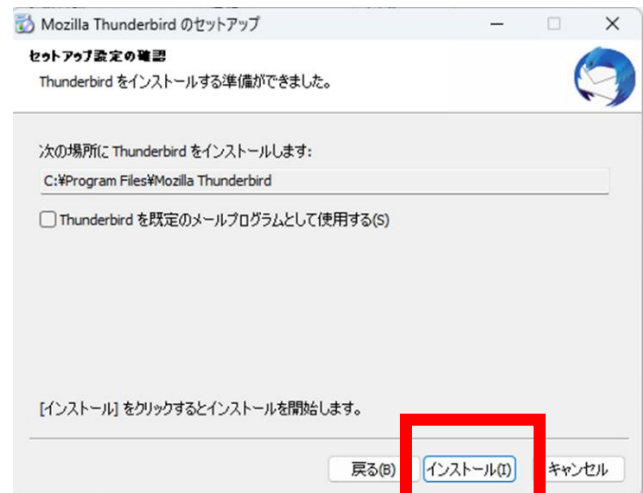 Mozilla Thunderbird のセットアップ
セットアップ設定の確認
Thunderbird をインストールする準備ができました。
次の場所に Thunderbird をインストールします:
C:¥Program Files¥Mozilla Thunderbird
Thunderbird を既定のメールプログラムとして使用する(S)
[インストール] をクリックするとインストールを開始します。
戻る(B) インストール(I) キャンセル